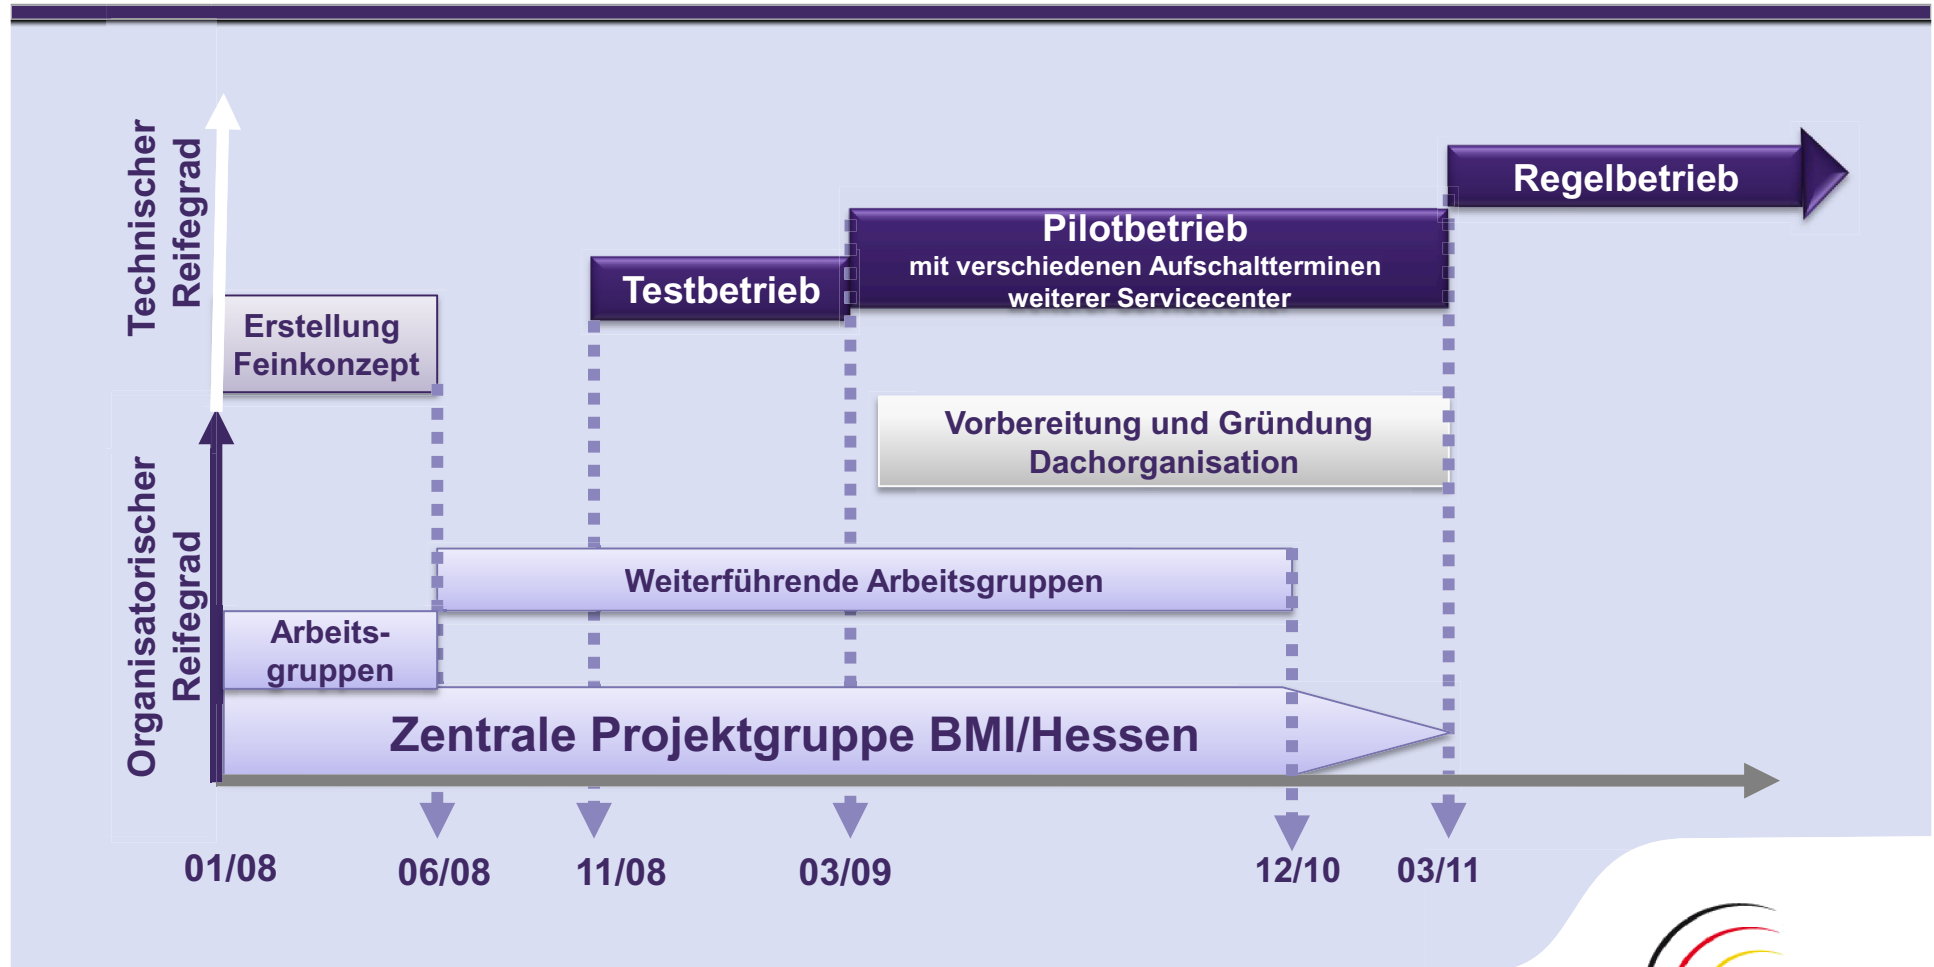 Technischer
Reifegrad
Organisatorischer
Reifegrad
Regelbetrieb
Pilotbetrieb
mit verschiedenen Aufschaltterminen
weiterer Servicecenter
Testbetrieb
Erstellung
Feinkonzept
Vorbereitung und Gründung
Dachorganisation
Weiterführende Arbeitsgruppen
Arbeits-
gruppen
Zentrale Projektgruppe BMI/Hessen
01/08
06/08
11/08
03/09
12/10
03/11